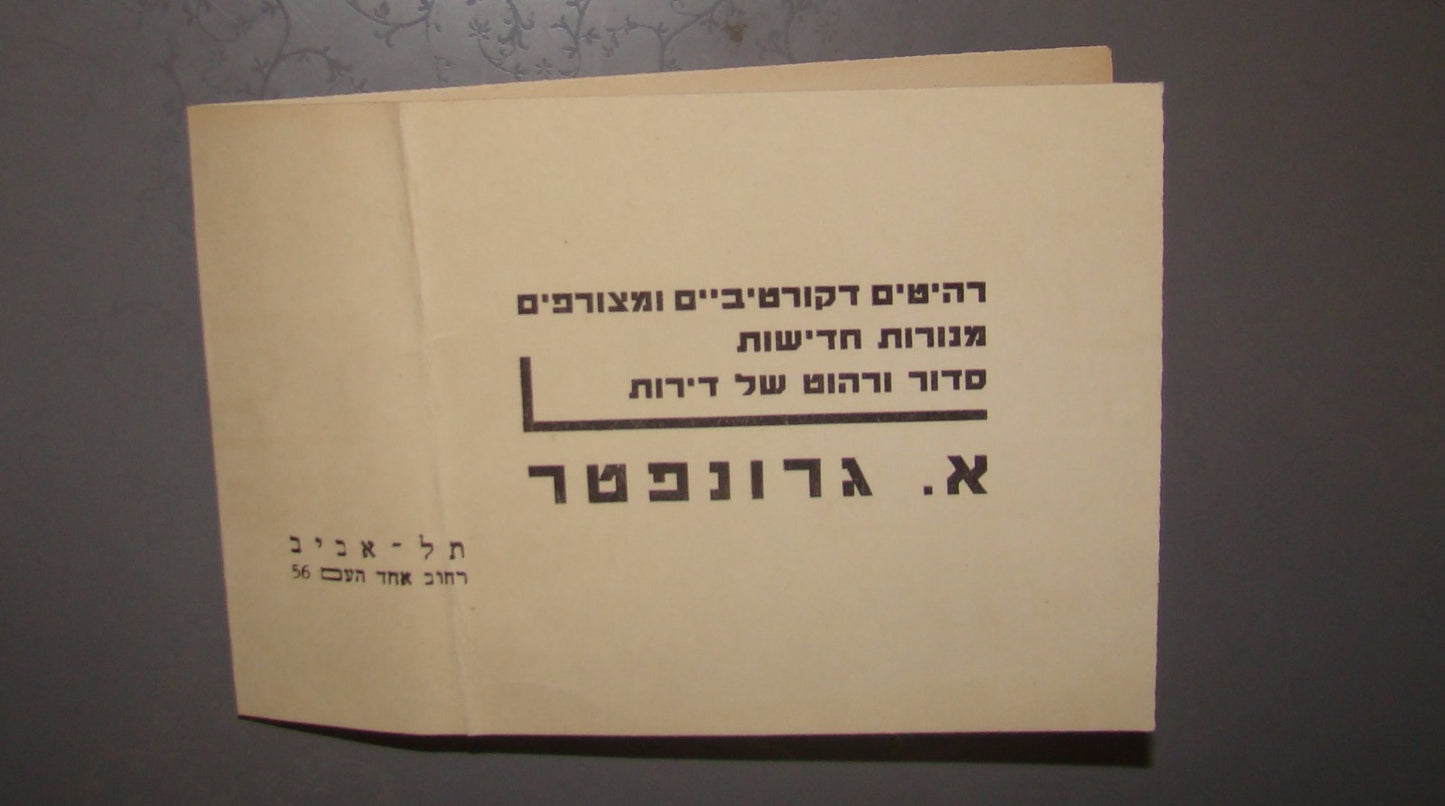 רהיטים דקורטיביים ומצורפים
מנורות חדישות
סדור ורהוט של דירות
א. גרונפטר
תל-אביב
רחוב אחד העם 56